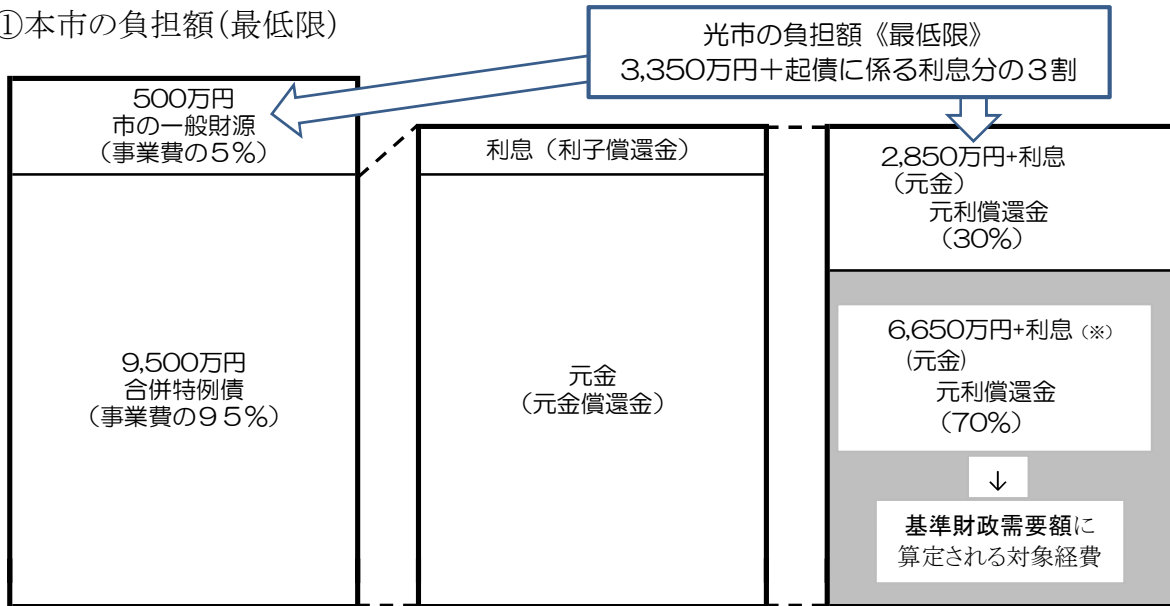 ①本市の負担額(最低限)
光市の負担額《最低限》
3,350万円＋起債に係る利息分の３割
500万円
市の一般財源
（事業費の５％）
9,500万円
合併特例債
（事業費の９５％）
利息（利子償還金）
元金
（元金償還金）
2,850万円+利息
（元金）
元利償還金
（30％）
6,650万円+利息（※）
(元金)
元利償還金
（70％）
↓
基準財政需要額に
算定される対象経費